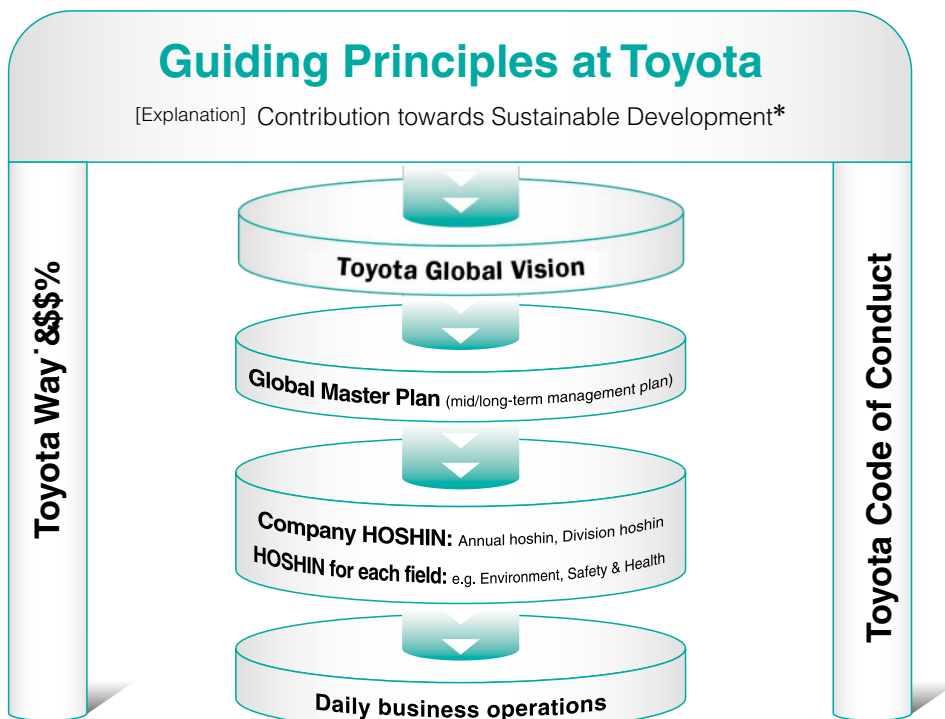 Guiding Principles at Toyota
[Explanation] Contribution towards Sustainable Development*
Toyota Way &$$%
Toyota Global Vision
Global Master Plan (mid/long-term management plan)
Company HOSHIN: Annual hoshin, Division hoshin
HOSHIN for each field: e.g. Environment, Safety & Health
Daily business operations
Toyota Code of Conduct